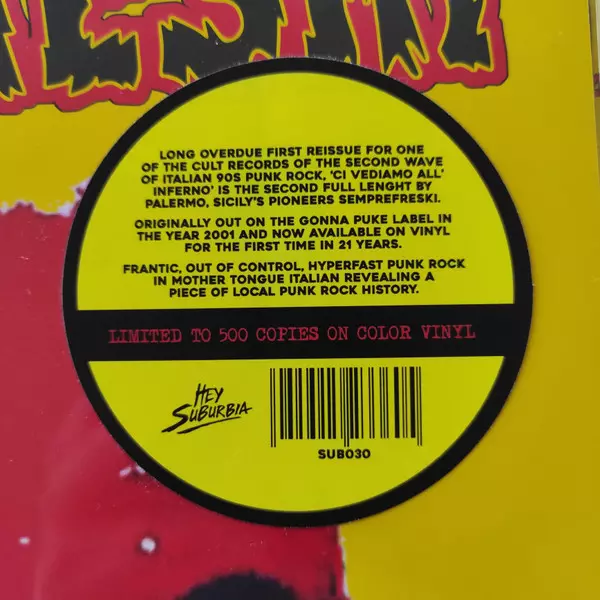 LONG OVERDUE FIRST REISSUE FOR ONE
OF THE CULT RECORDS OF THE SECOND WAVE
OF ITALIAN 90S PUNK ROCK, 'CI VEDIAMO ALL'
INFERNO' IS THE SECOND FULL LENGHT BY
PALERMO, SICILY'S PIONEERS SEMPREFRESKI.
ORIGINALLY OUT ON THE GONNA PUKE LABEL IN
THE YEAR 2001 AND NOW AVAILABLE ON VINYL
FOR THE FIRST TIME IN 21 YEARS.
FRANTIC, OUT OF CONTROL, HYPERFAST PUNK ROCK
IN MOTHER TONGUE ITALIAN REVEALING A
PIECE OF LOCAL PUNK ROCK HISTORY.
LIMITED TO 500 COPIES ON COLOR VINYL
HEY
SUBURBIA
SUB030